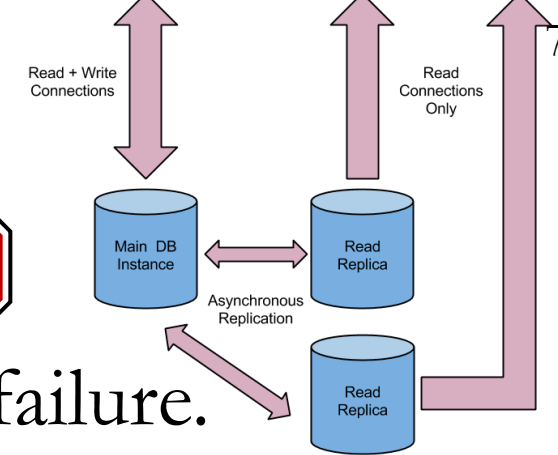 Read + Write
Connections
Read
Connections
Only
Main DB
Instance
Read
Replica
Asynchronous
Replication
failure.
Read
Replica